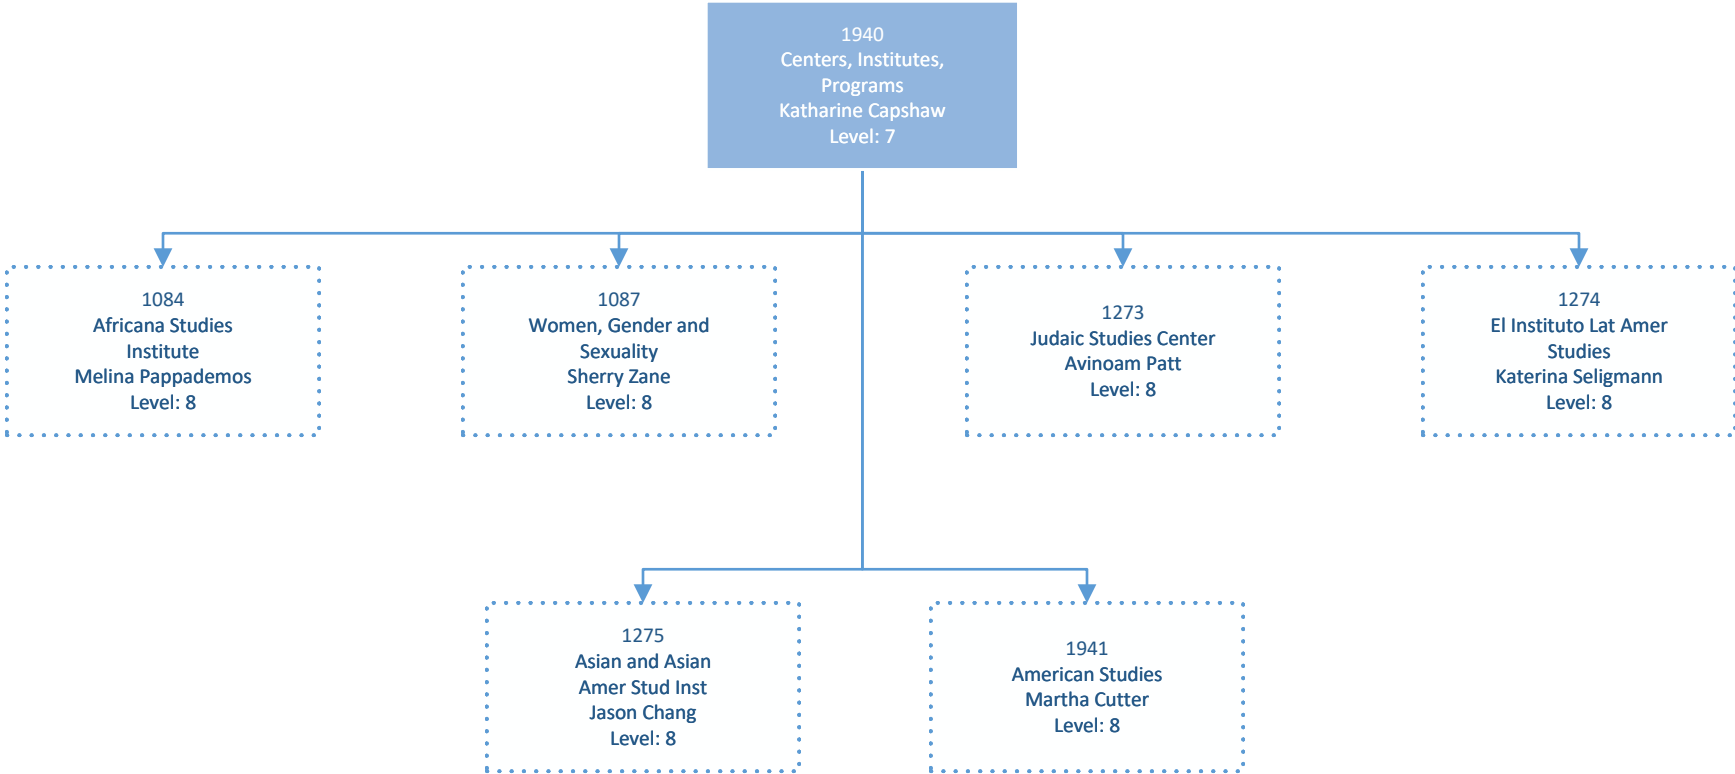 1940
Centers, Institutes,
Programs
Katharine Capshaw
Level: 7
1084
Africana Studies
Institute
Melina Pappademos
Level: 8
1087
Women, Gender and
Sexuality
Sherry Zane
Level: 8
1273
Judaic Studies Center
Avinoam Patt
Level: 8
1274
El Instituto Lat Amer
Studies
Katerina Seligmann
Level: 8
1275
Asian and Asian
Amer Stud Inst
Jason Chang
Level: 8
1941
American Studies
Martha Cutter
Level: 8